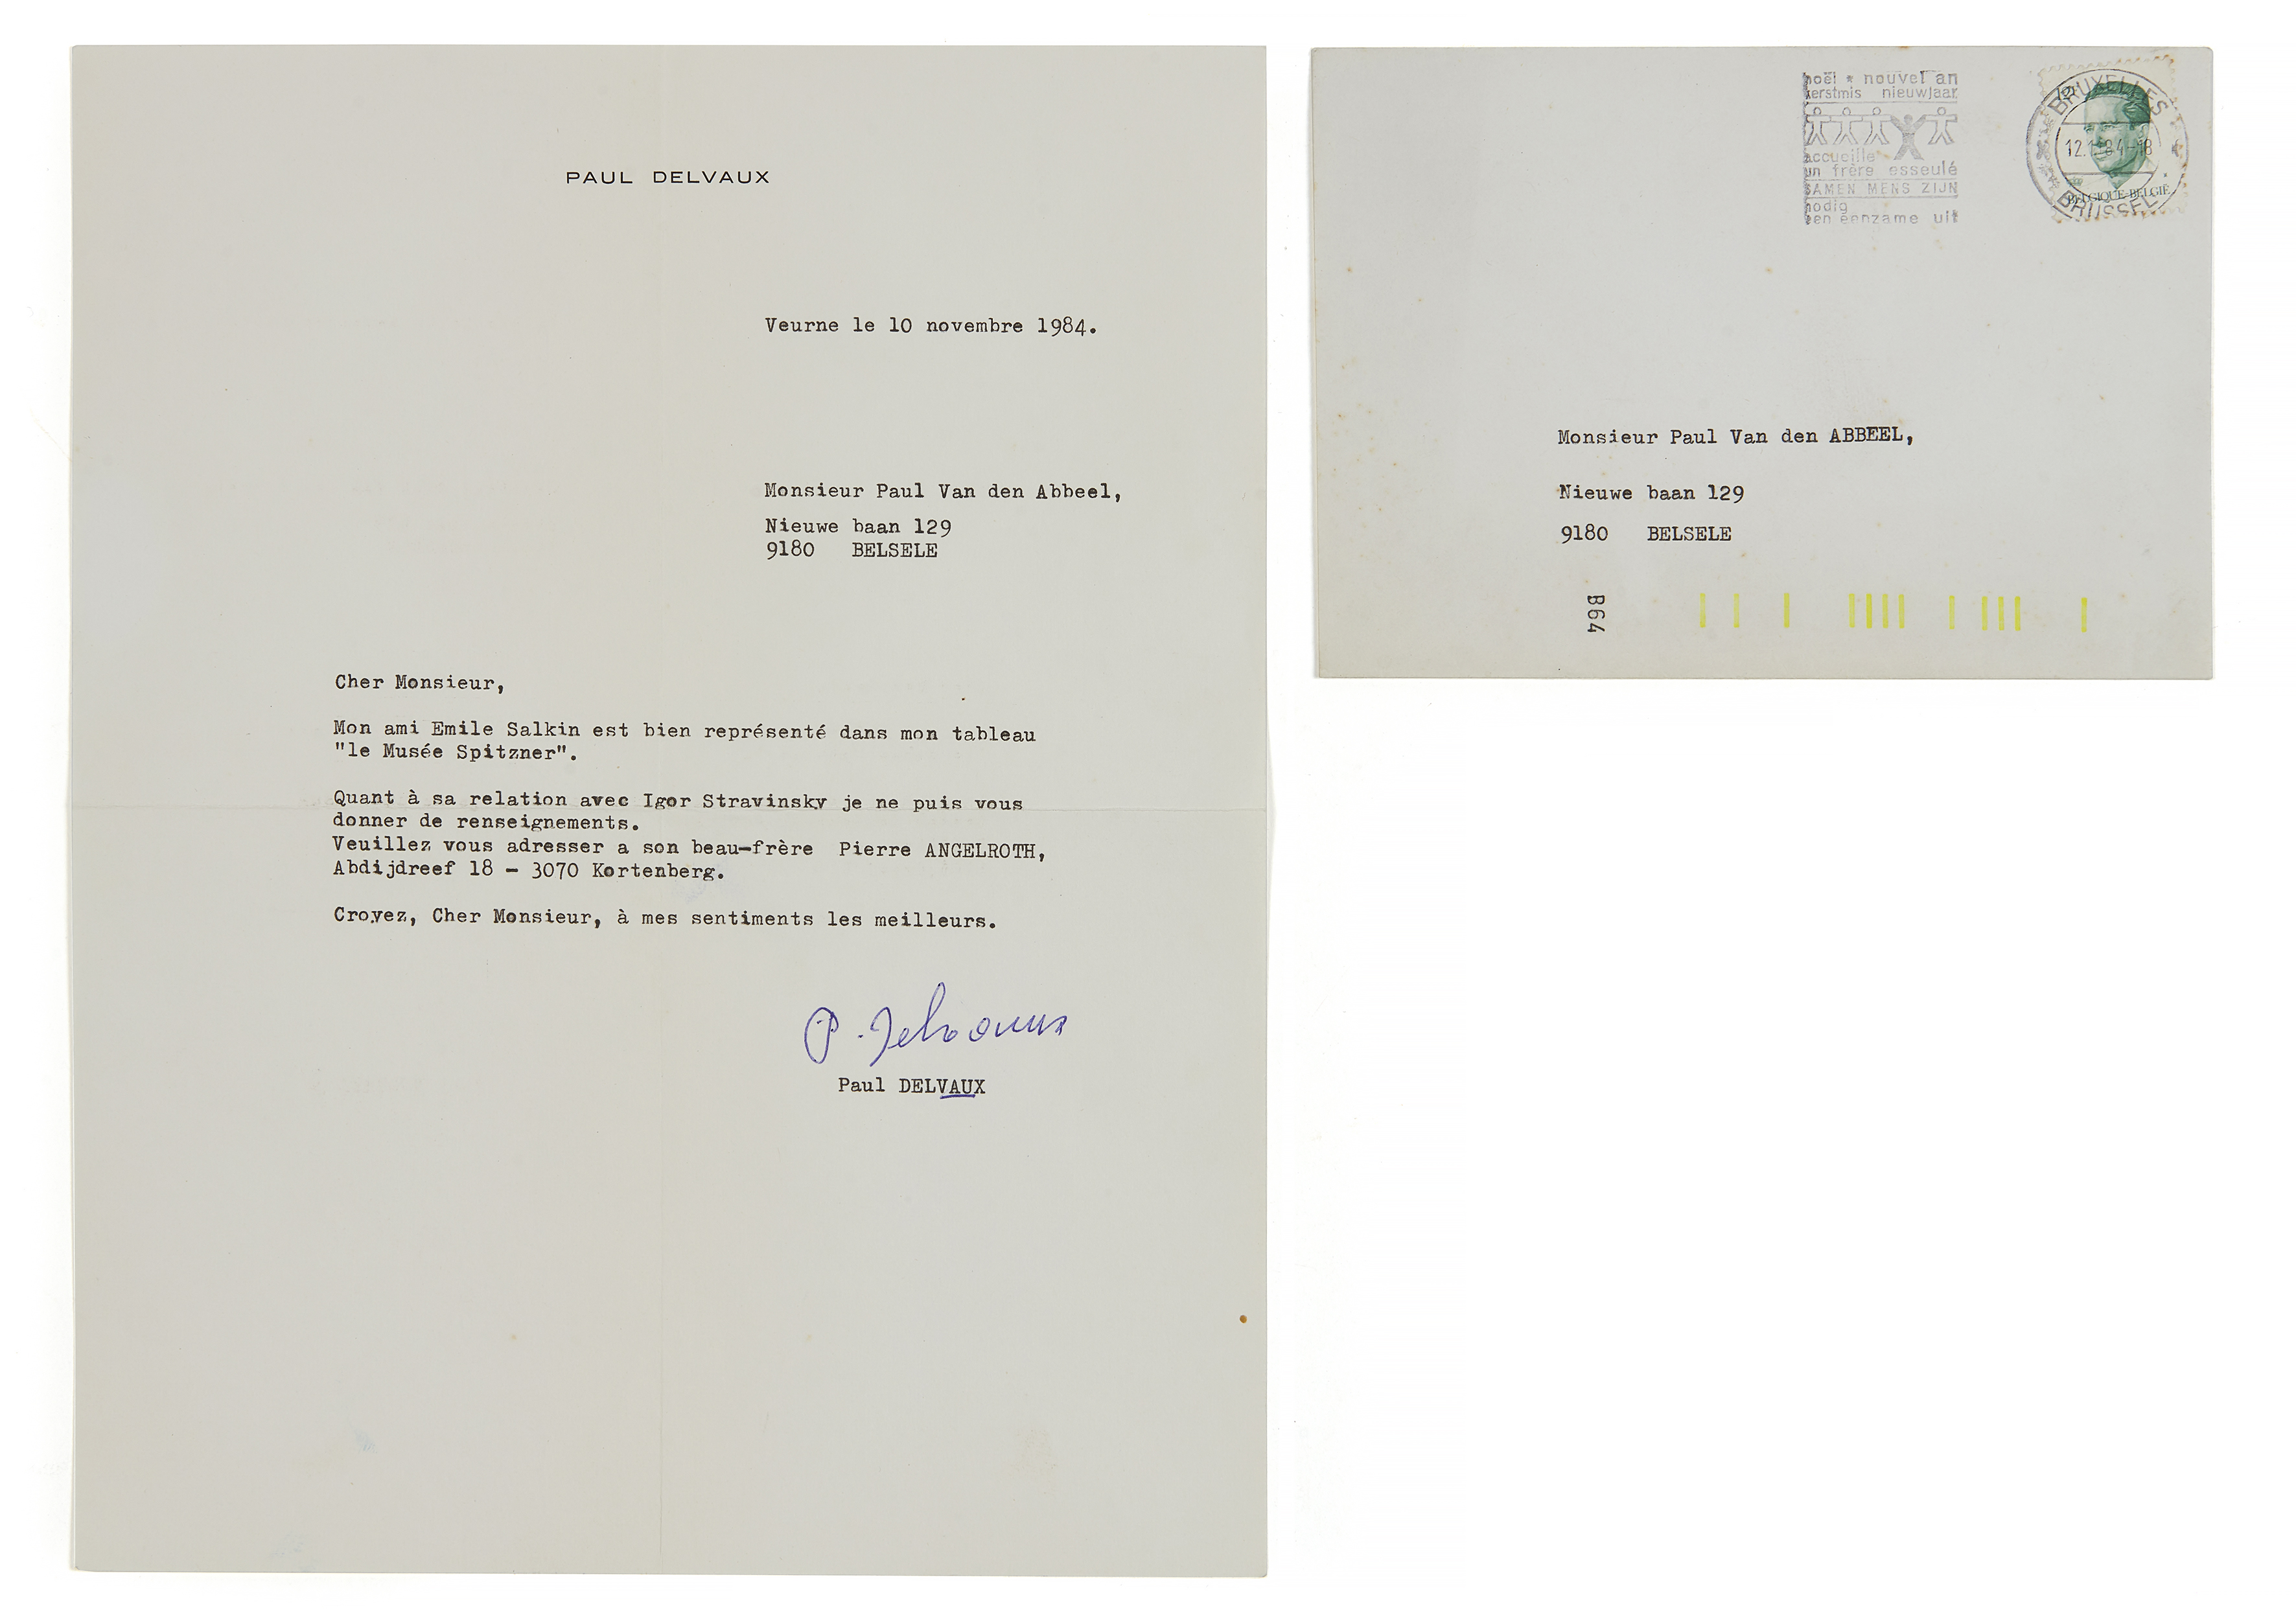 PAUL DELVAUX
Veurne le 10 novembre 1984.
Monsieur Paul Van den Abbeel,
Nieuwe baan 129
9180 BELSELE
Cher Monsieur,
Mon ami Emile Salkin est bien représenté dans mon tableau
"le Musée Spitzner".
Quant à sa relation avec Igor Stravinsky je ne puis vous
donner de renseignements.
Veuillez vous adresser a son beau-frère Pierre ANGELROTH,
Abdijdreef 18 - 3070 Kortenberg.
Croyez, Cher Monsieur, à mes sentiments les meilleurs.
P. Delvaux
Paul DELVAUX
noël * nouvel an
kerstmis nieuwjaar
accueille
un frère esseulé
SAMEN MENS ZIJN
nodig
een eenzame uit
BRUXELLES
BELGIQUE-BELGIË
BRUSSEL
Monsieur Paul Van den ABBEEL,
Nieuwe baan 129
9180 BELSELE
B64